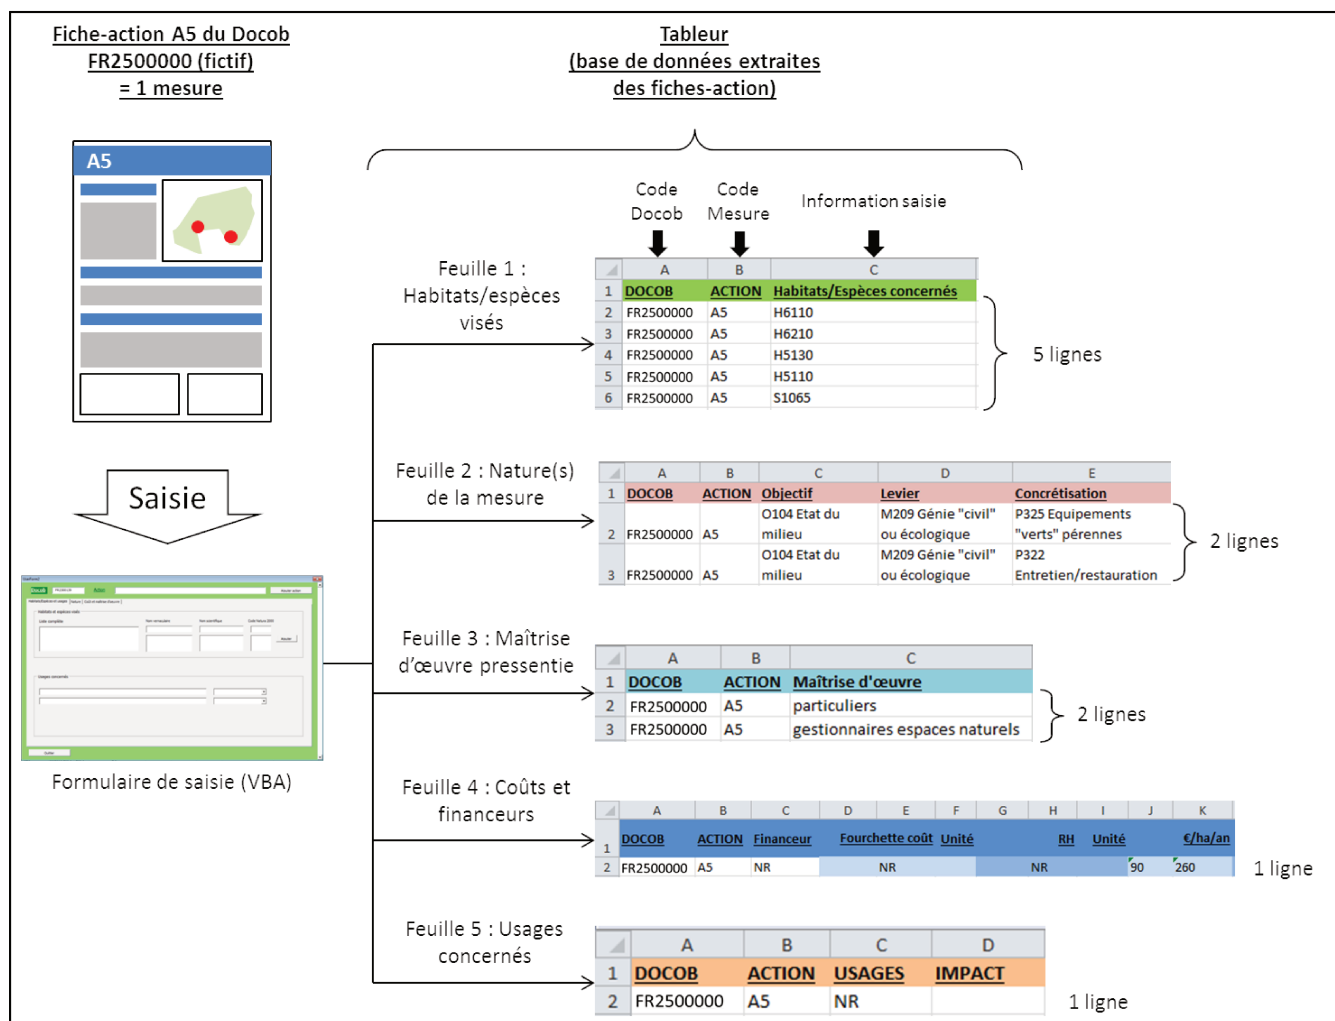 Fiche-action A5 du Docob
FR2500000 (fictif)
= 1 mesure
Tableur
(base de données extraites
des fiches-action)
A5
Saisie
Formulaire de saisie (VBA)
Code
Docob
Code
Mesure
Information saisie
Feuille 1 :
Habitats/espèces
visés
A B C
1 DOCOB ACTION Habitats/Espèces concernés
2 FR2500000 A5 H6110
3 FR2500000 A5 H6210
4 FR2500000 A5 H5130
5 FR2500000 A5 H5110
6 FR2500000 A5 S1065
5 lignes
Feuille 2 : Nature(s)
de la mesure
A B C D E
1 DOCOB ACTION Objectif Levier Concrétisation
O104 Etat du M209 Génie "civil" P325 Equipements
2 FR2500000 A5 milieu ou écologique "verts" pérennes
O104 Etat du M209 Génie "civil" P322
3 FR2500000 A5 milieu ou écologique Entretien/restauration
2 lignes
Feuille 3 : Maîtrise
d'œuvre pressentie
A B C
1 DOCOB ACTION Maîtrise d'œuvre
2 FR2500000 A5 particuliers
3 FR2500000 A5 gestionnaires espaces naturels
2 lignes
Feuille 4 : Coûts et
financeurs
A B C D E F G H I J K
1 DOCOB ACTION Financeur Fourchette coût Unité RH Unité €/ha/an
2 FR2500000 A5 NR NR NR 90 260
1 ligne
Feuille 5 : Usages
concernés
A B C D
1 DOCOB ACTION USAGES IMPACT
2 FR2500000 A5 NR
1 ligne